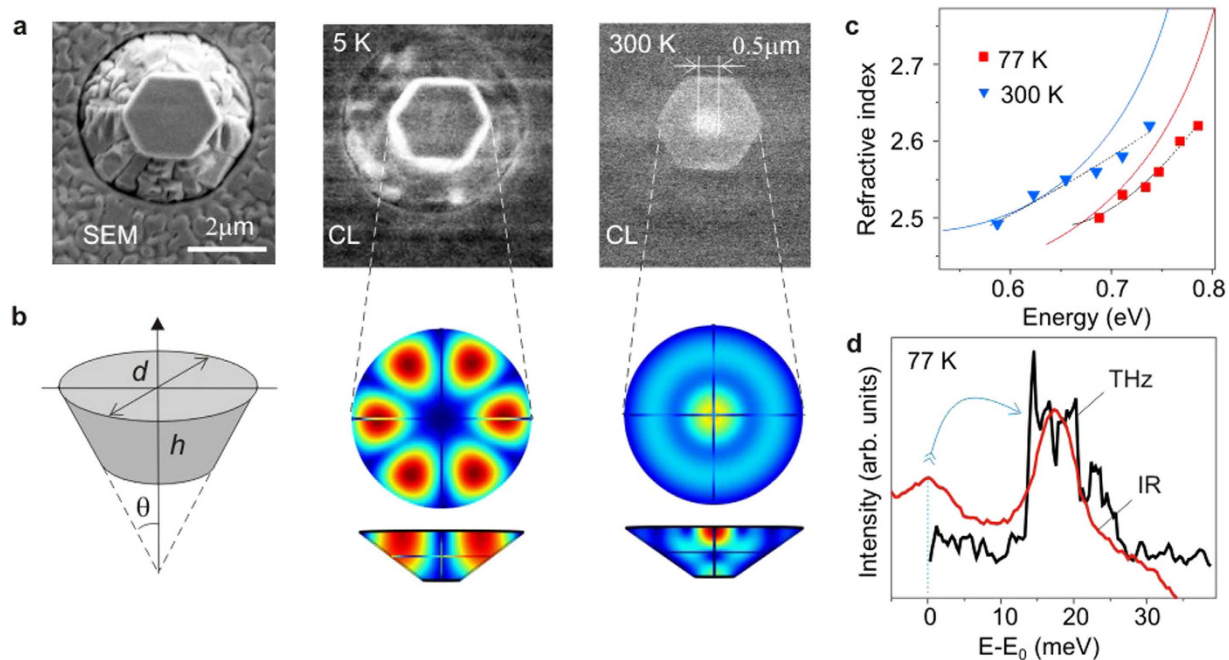 a
SEM
2μm
5 K
CL
300 K
0.5μm
CL
b
d
h
θ
c
77 K
300 K
Refractive index
2.7
2.6
2.5
0.6
0.7
0.8
Energy (eV)
d
77 K
THz
IR
Intensity (arb. units)
0
10
20
30
E-E₀ (meV)